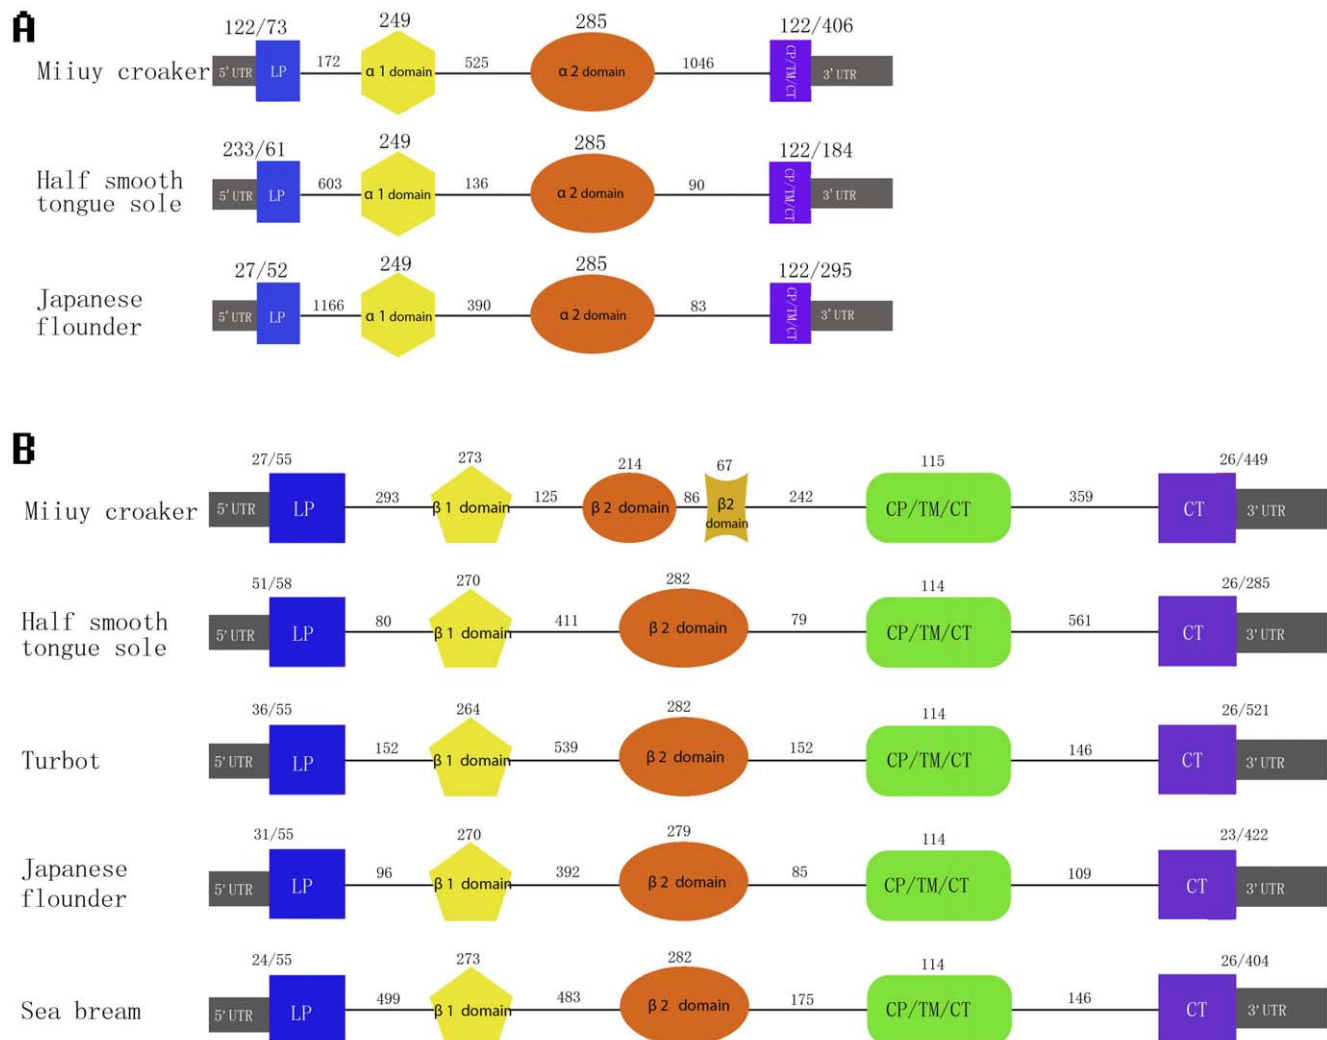 A
122/73 249 285 122/406
Miiuy croaker 5' UTR LP 172 α 1 domain 525 α 2 domain 1046 CP/TM/CT 3' UTR
233/61 249 285 122/184
Half smooth
tongue sole 5' UTR LP 603 α 1 domain 136 α 2 domain 90 CP/TM/CT 3' UTR
27/52 249 285 122/295
Japanese
flounder 5' UTR LP 1166 α 1 domain 390 α 2 domain 83 CP/TM/CT 3' UTR
B
27/55 273 214 67 115 26/449
Miiuy croaker 5' UTR LP 293 β 1 domain 125 β 2 domain 86 β2 domain 242 CP/TM/CT 359 CT 3' UTR
51/58 270 282 114 26/285
Half smooth
tongue sole 5' UTR LP 80 β 1 domain 411 β 2 domain 79 CP/TM/CT 561 CT 3' UTR
36/55 264 282 114 26/521
Turbot 5' UTR LP 152 β 1 domain 539 β 2 domain 152 CP/TM/CT 146 CT 3' UTR
31/55 270 279 114 23/422
Japanese
flounder 5' UTR LP 96 β 1 domain 392 β 2 domain 85 CP/TM/CT 109 CT 3' UTR
24/55 273 282 114 26/404
Sea bream 5' UTR LP 499 β 1 domain 483 β 2 domain 175 CP/TM/CT 146 CT 3' UTR